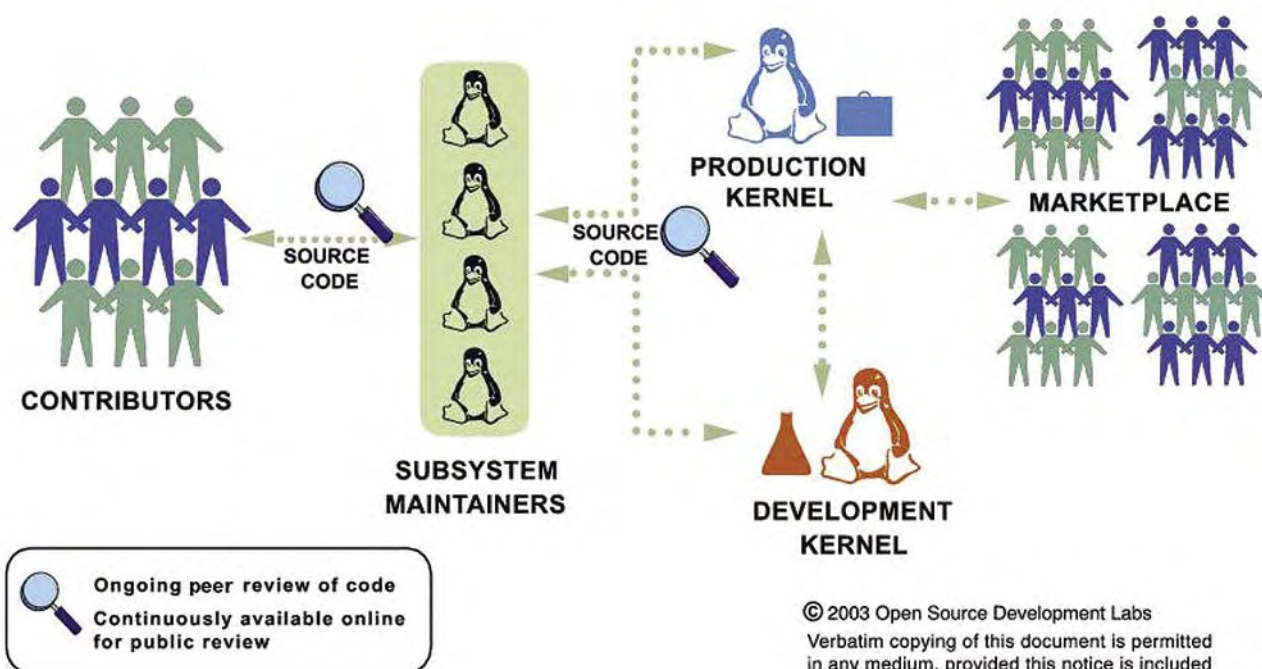 CONTRIBUTORS
SOURCE
CODE
SUBSYSTEM
MAINTAINERS
SOURCE
CODE
PRODUCTION
KERNEL
MARKETPLACE
DEVELOPMENT
KERNEL
Ongoing peer review of code
Continuously available online
for public review
© 2003 Open Source Development Labs
Verbatim copying of this document is permitted
in any medium, provided this notice is included